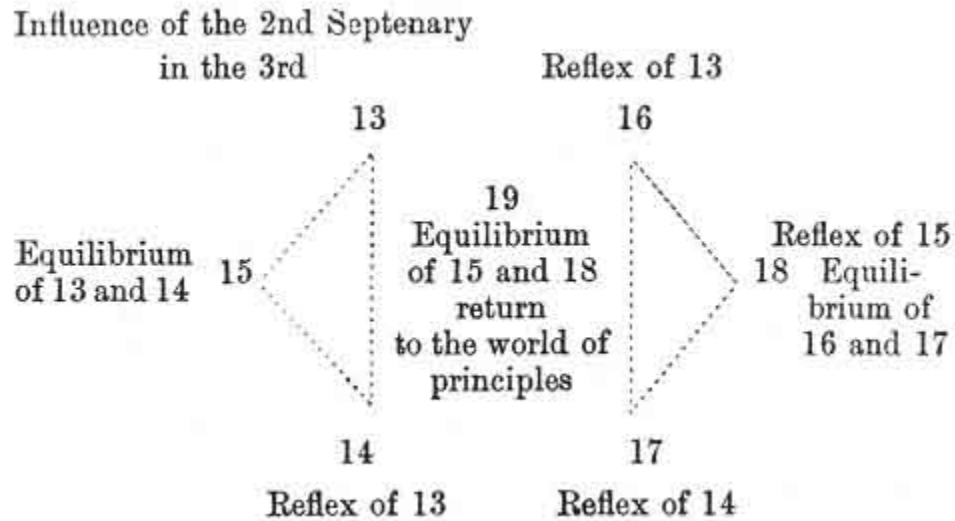 Influence of the 2nd Septenary
in the 3rd
Reflex of 13
13
16
19
Equilibrium
of 15 and 18
return
to the world of
principles
Equilibrium
of 13 and 14
15
18
Reflex of 15
Equili-
brium of
16 and 17
14
Reflex of 13
17
Reflex of 14